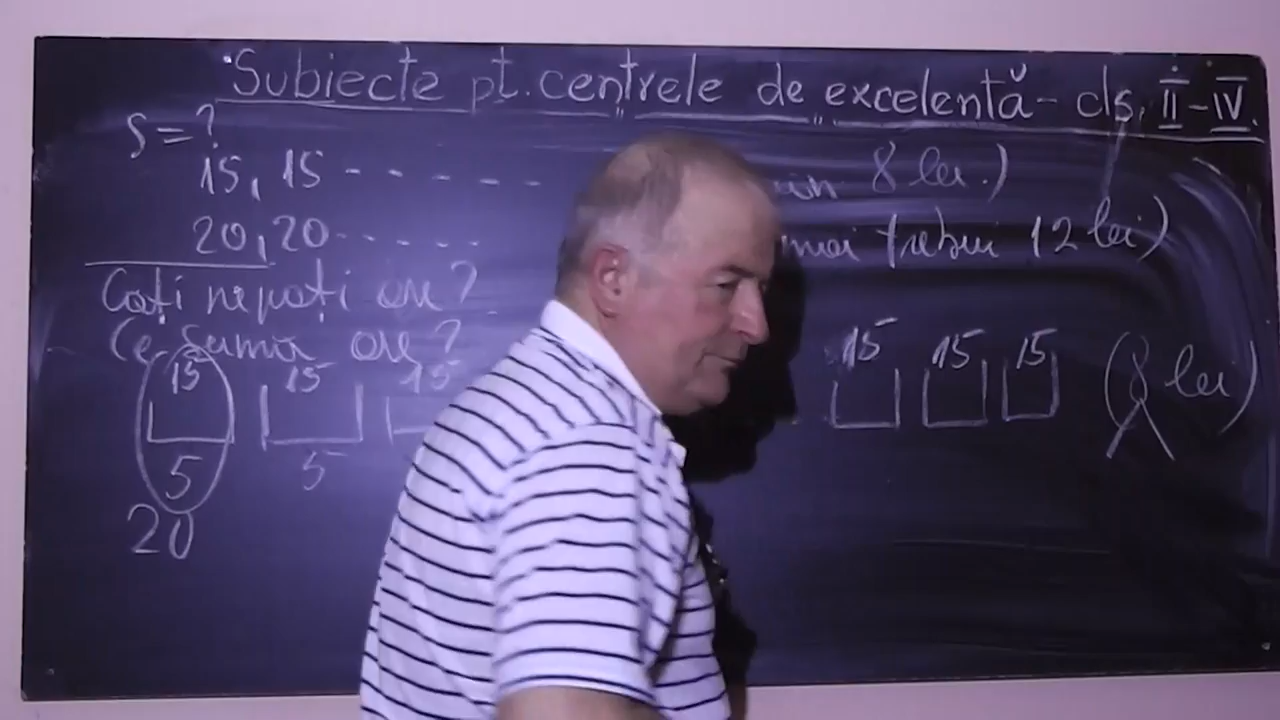 Subiecte pt. centrele de excelență - cls. II - IV.
S = ?
15, 15 - - - - - - 8 lei.)
20, 20 - - - - - mai trebui 12 lei)
Câți nepoți are?
Ce sumă are?
15 15 15 15 15 15 (8 lei)
5 5
20